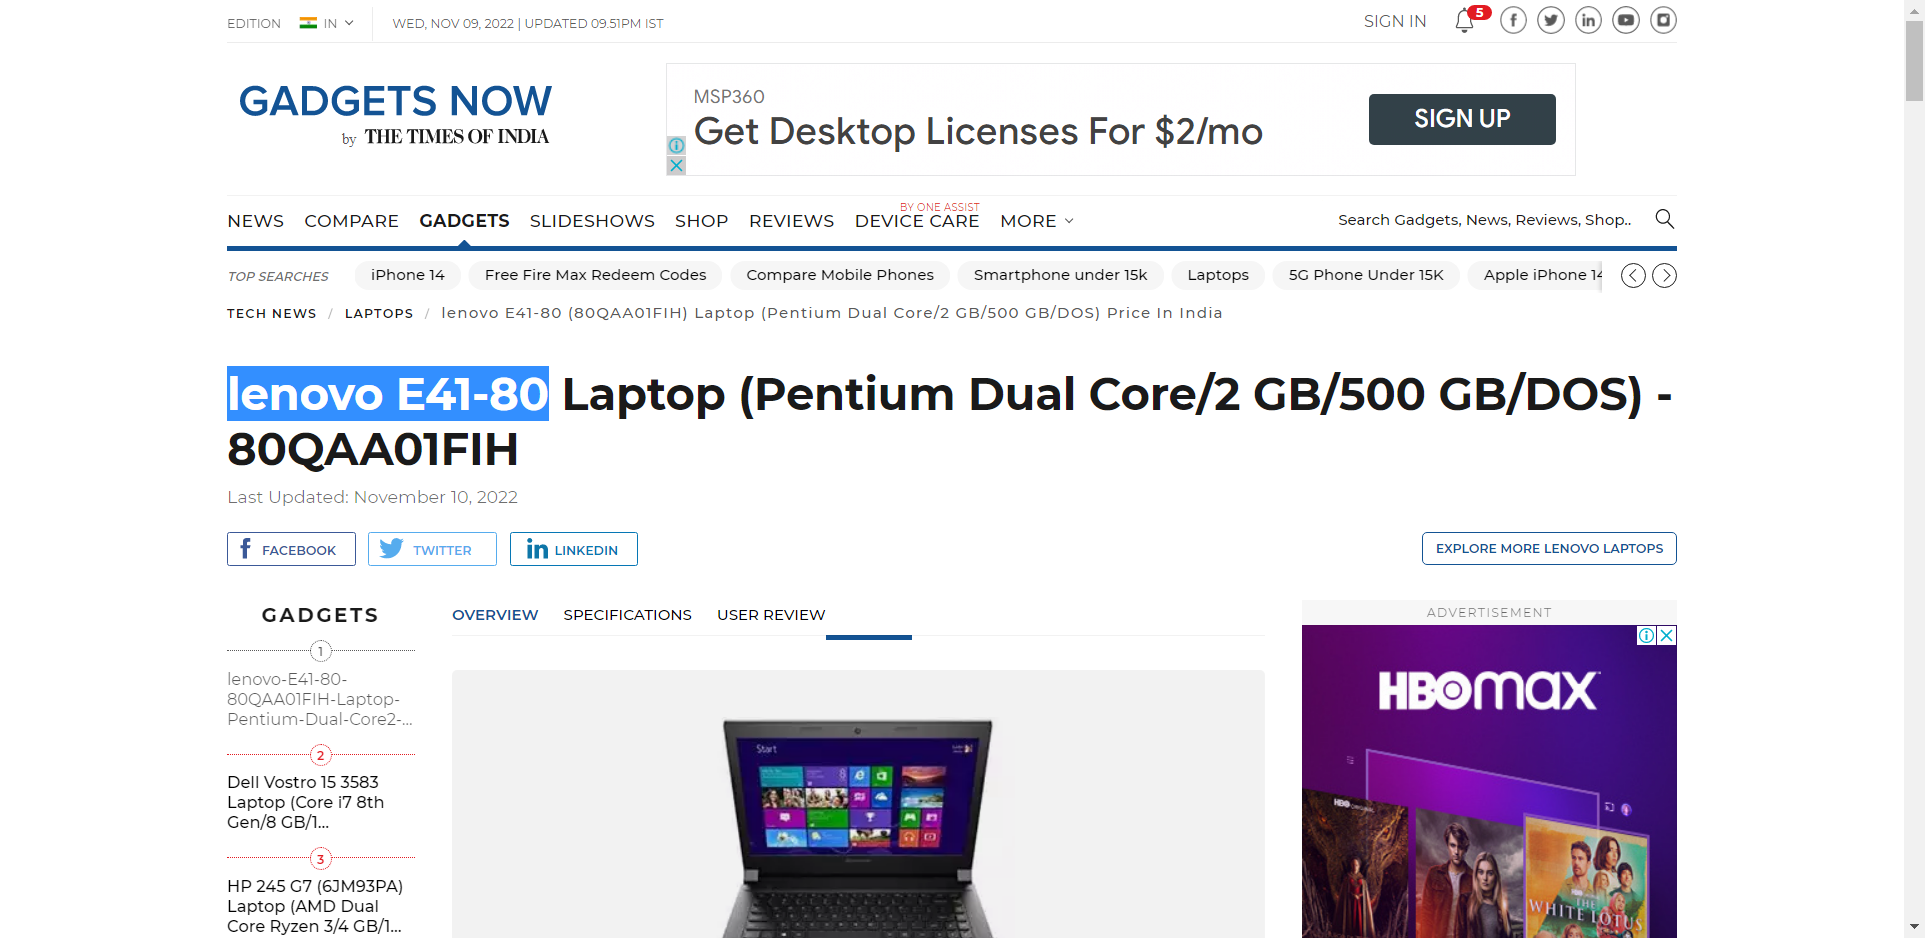 EDITION IN WED, NOV 09, 2022 | UPDATED 09.51PM IST SIGN IN 5
GADGETS NOW
by THE TIMES OF INDIA
MSP360
Get Desktop Licenses For $2/mo
SIGN UP
BY ONE ASSIST
NEWS COMPARE GADGETS SLIDESHOWS SHOP REVIEWS DEVICE CARE MORE Search Gadgets, News, Reviews, Shop..
TOP SEARCHES iPhone 14 Free Fire Max Redeem Codes Compare Mobile Phones Smartphone under 15k Laptops 5G Phone Under 15K Apple iPhone 14
TECH NEWS / LAPTOPS / lenovo E41-80 (80QAA01FIH) Laptop (Pentium Dual Core/2 GB/500 GB/DOS) Price In India
lenovo E41-80 Laptop (Pentium Dual Core/2 GB/500 GB/DOS) -
80QAA01FIH
Last Updated: November 10, 2022
FACEBOOK TWITTER LINKEDIN EXPLORE MORE LENOVO LAPTOPS
GADGETS
1
lenovo-E41-80-
80QAA01FIH-Laptop-
Pentium-Dual-Core2-...
2
Dell Vostro 15 3583
Laptop (Core i7 8th
Gen/8 GB/1...
3
HP 245 G7 (6JM93PA)
Laptop (AMD Dual
Core Ryzen 3/4 GB/1...
OVERVIEW SPECIFICATIONS USER REVIEW
Start
ADVERTISEMENT
HBOmax
HBO ORIGINAL
THE
WHITE LOTUS